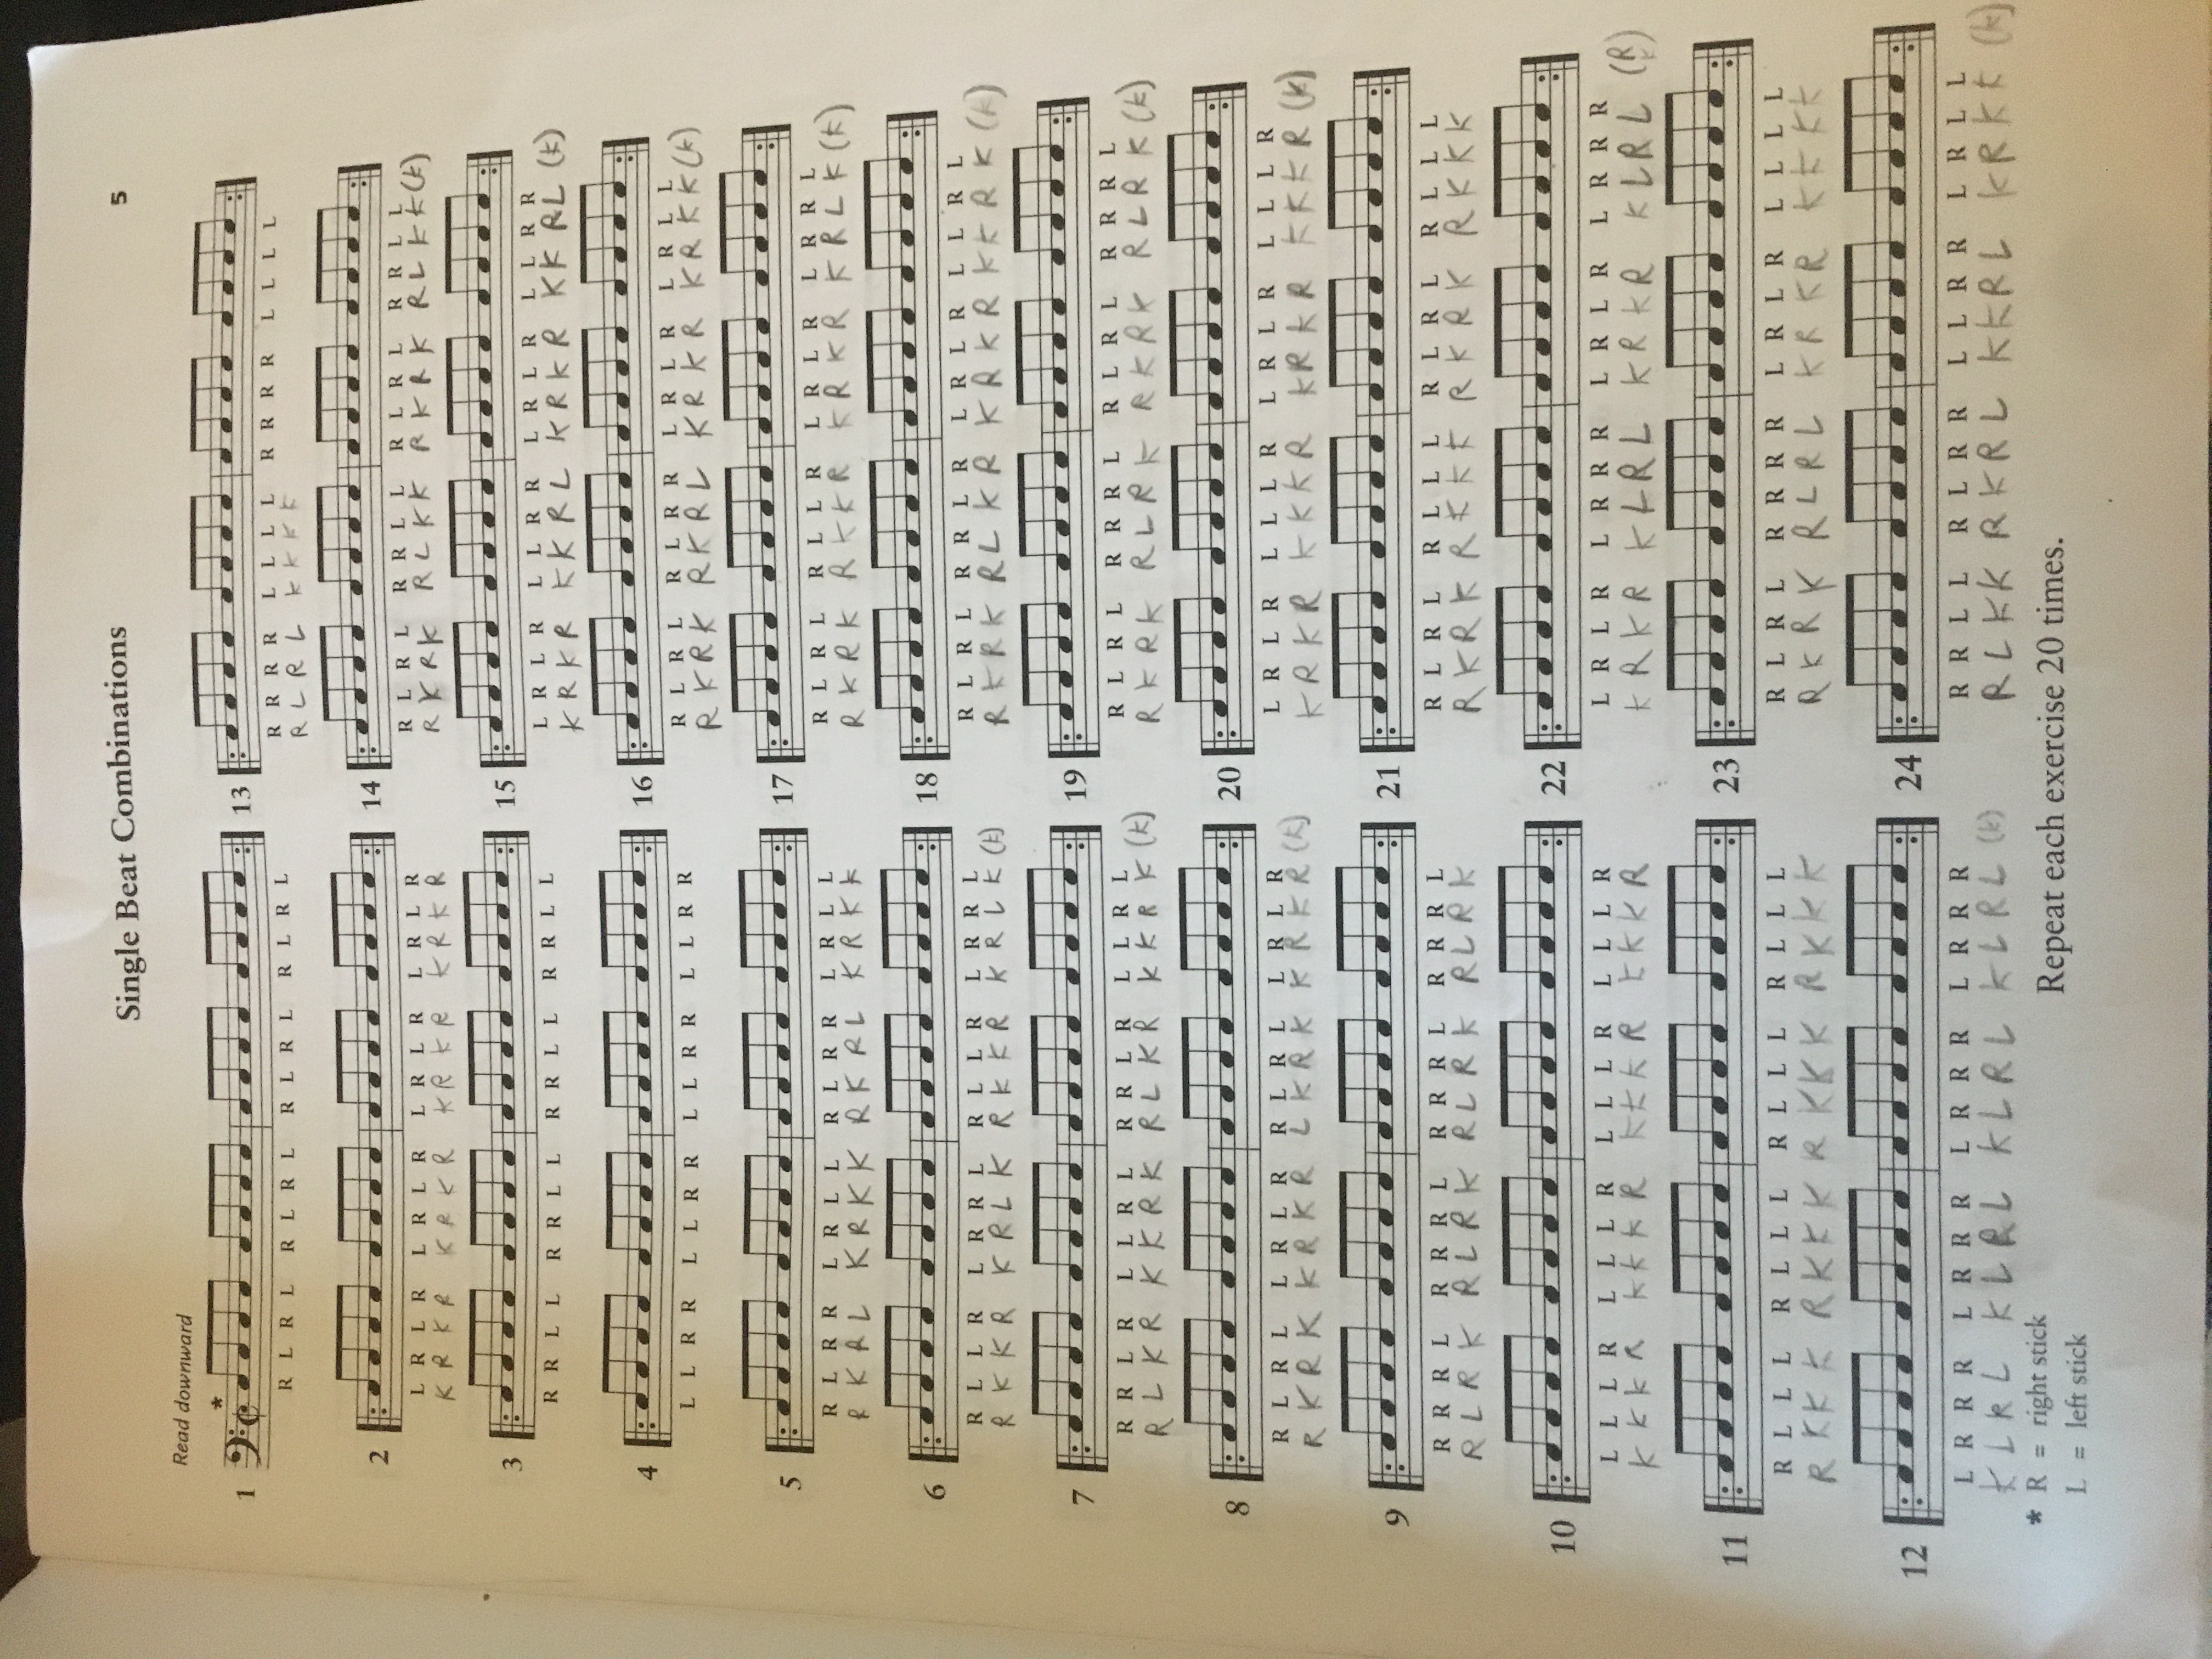 Single Beat Combinations
5
Read downward
*
1
R L R L R L R L R L R L R L R L
2
L R L R L R L R L R L R L R L R
K R K R K R K R K R K R K R K R
3
R R L L R R L L R R L L R R L L
4
L L R R L L R R L L R R L L R R
5
R L R R L R L L R L R R L R L L
R K R L K R K K R K R L K R K K
6
R L L R L R R L R L L R L R R L
R K K R K R L K R K K R K R L K (k)
7
R R L R L L R L R R L R L L R L
R L K R K K R K R L K R K K R K (k)
8
R L R L L R L R R L R L L R L R
R K R K K R K R L K R K K R K R (k)
9
R R R L R R R L R R R L R R R L
R L R K R L R K R L R K R L R K
10
L L L R L L L R L L L R L L L R
K K K R K K K R K K K R K K K R
11
R L L L R L L L R L L L R L L L
R K K K R K K K R K K K R K K K
12
L R R R L R R R L R R R L R R R
K L R L K L R L K L R L K L R L (k)
13
R R R R L L L L R R R R L L L L
R L R L K K K K
14
R L R L R R L L R L R L R R L L
R K R K R L K K R K R K R L K K (k)
15
L R L R L L R R L R L R L L R R
K R K R K K R L K R K R K K R L (k)
16
R L R L R L R R L R L R L R L L
R K R K R K R L K R K R K R K K (k)
17
R L R L R L L R L R L R L R R L
R K R K R K K R K R K R K R L K (k)
18
R L R L R R L R L R L R L L R L
R K R K R L K R K R K R K K R K (k)
19
R L R L R R R L R L R L R R R L
R K R K R L R K R K R K R L R K (k)
20
L R L R L L L R L R L R L L L R
K R K R K K K R K R K R K K K R (k)
21
R L R L R L L L R L R L R L L L
R K R K R K K K R K R K R K K K
22
L R L R L R R R L R L R L R R R
K R K R K L R L K R K R K L R L (R
k)
23
R L R L R R R R L R L R L L L L
R K R K R L R L K R K R K K K K
24
R R L L R L R R L L R R L R L L
R L K K R K R L K K R L K R K K (k)
* R = right stick
L = left stick
Repeat each exercise 20 times.